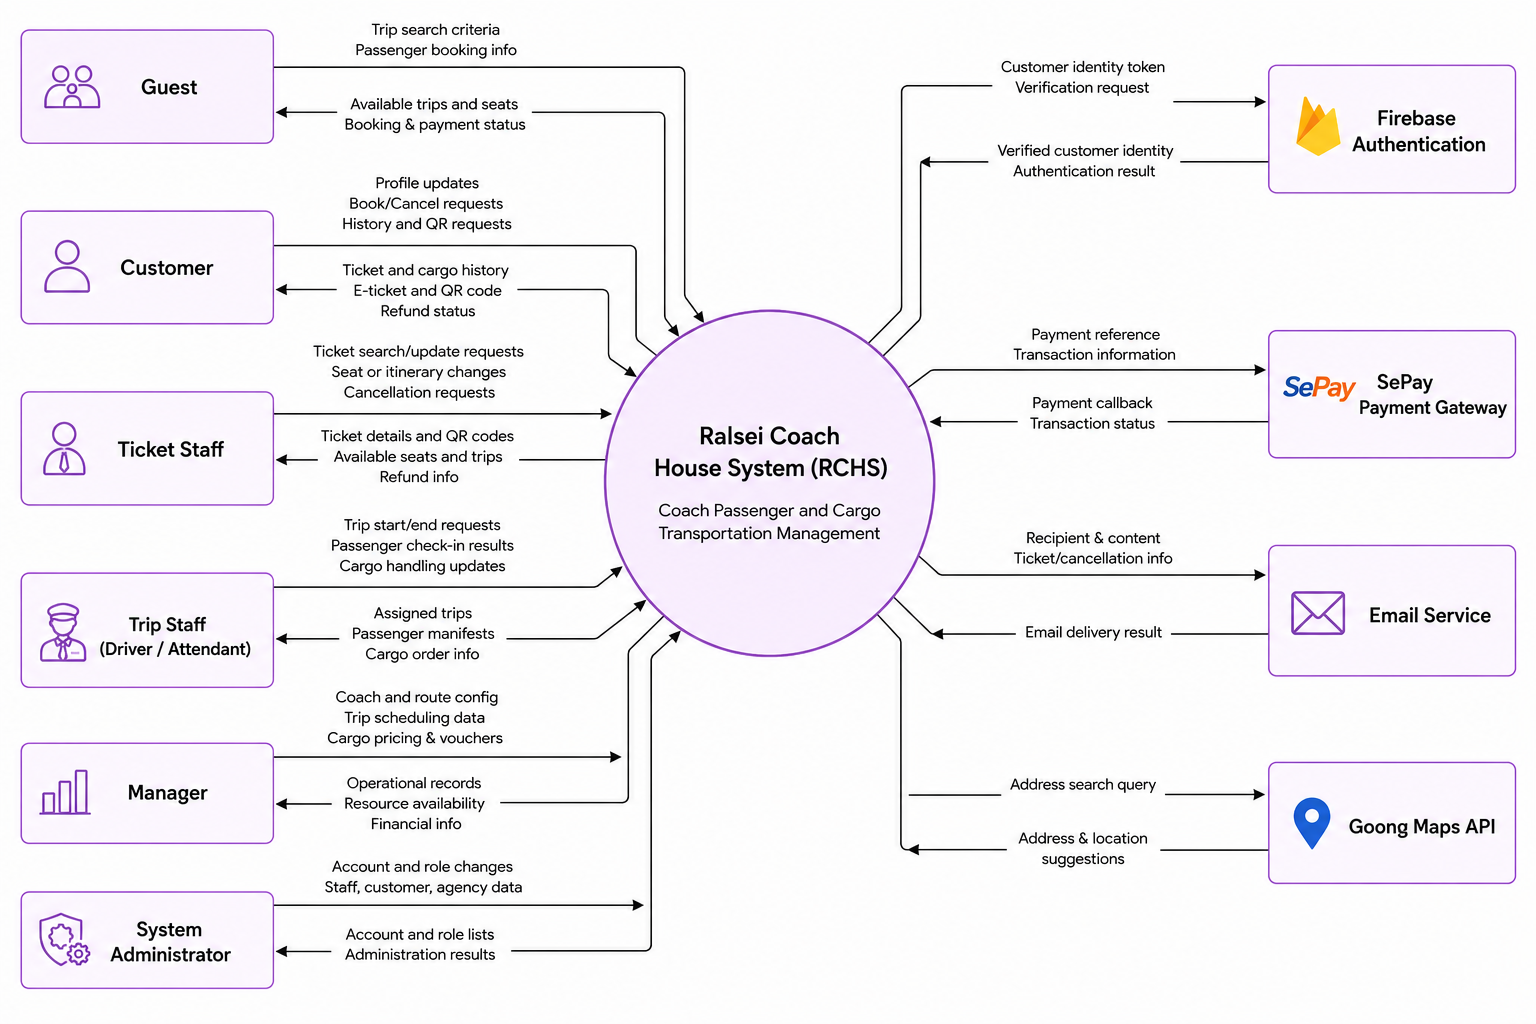 Guest
Trip search criteria
Passenger booking info
Available trips and seats
Booking & payment status
Customer
Profile updates
Book/Cancel requests
History and QR requests
Ticket and cargo history
E-ticket and QR code
Refund status
Ticket Staff
Ticket search/update requests
Seat or itinerary changes
Cancellation requests
Ticket details and QR codes
Available seats and trips
Refund info
Trip Staff
(Driver / Attendant)
Trip start/end requests
Passenger check-in results
Cargo handling updates
Assigned trips
Passenger manifests
Cargo order info
Manager
Coach and route config
Trip scheduling data
Cargo pricing & vouchers
Operational records
Resource availability
Financial info
System
Administrator
Account and role changes
Staff, customer, agency data
Account and role lists
Administration results
Ralsei Coach
House System (RCHS)
Coach Passenger and Cargo
Transportation Management
Customer identity token
Verification request
Verified customer identity
Authentication result
Firebase
Authentication
Payment reference
Transaction information
Payment callback
Transaction status
SePay
SePay
Payment Gateway
Recipient & content
Ticket/cancellation info
Email delivery result
Email Service
Address search query
Address & location
suggestions
Goong Maps API